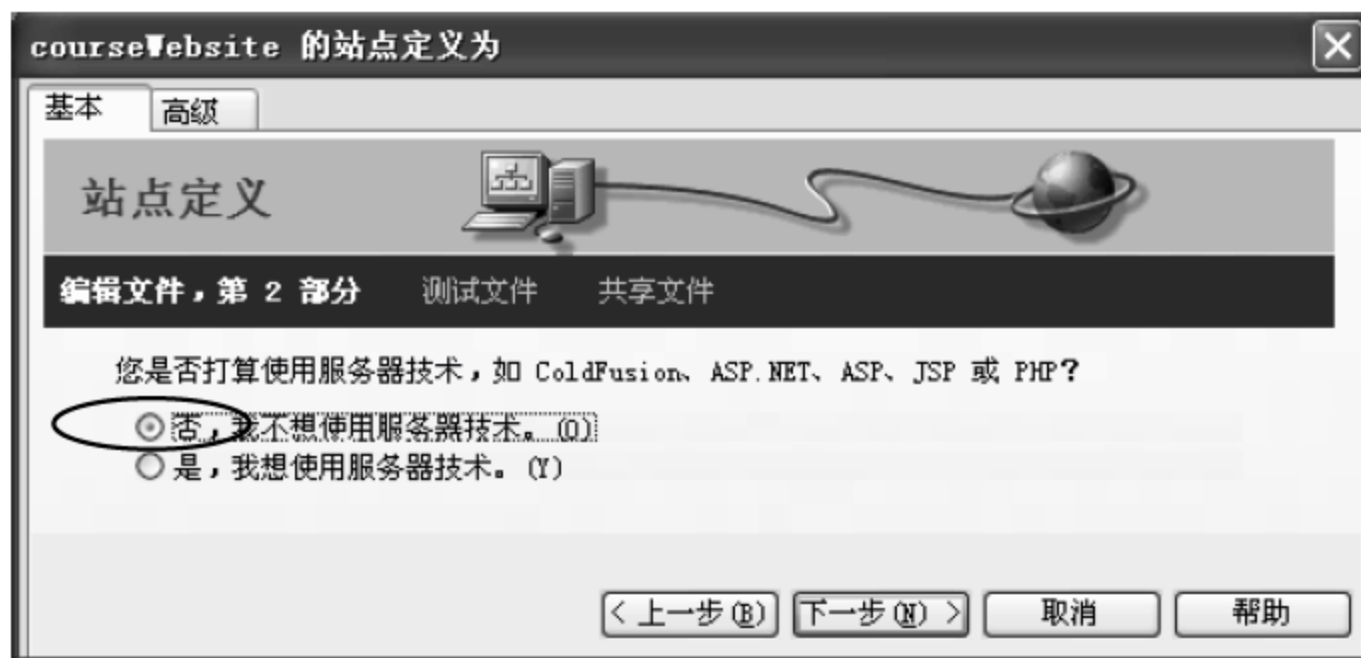 courseWebsite 的站点定义为
基本 高级
站点定义
编辑文件，第 2 部分 测试文件 共享文件
您是否打算使用服务器技术，如 ColdFusion、ASP.NET、ASP、JSP 或 PHP？
否，我不想使用服务器技术。(O)
是，我想使用服务器技术。(Y)
< 上一步(B) 下一步(N) > 取消 帮助